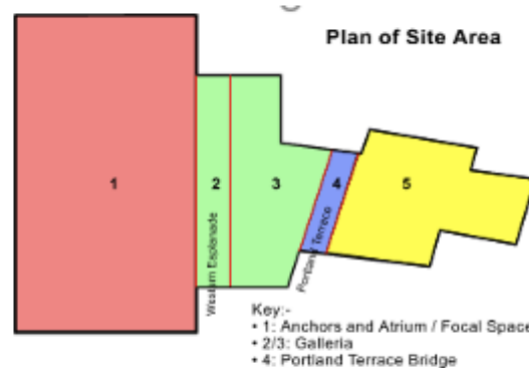 Plan of Site Area
1
2
3
4
5
Western Esplanade
Portland Terrace
Key:-
• 1: Anchors and Atrium / Focal Space
• 2/3: Galleria
• 4: Portland Terrace Bridge